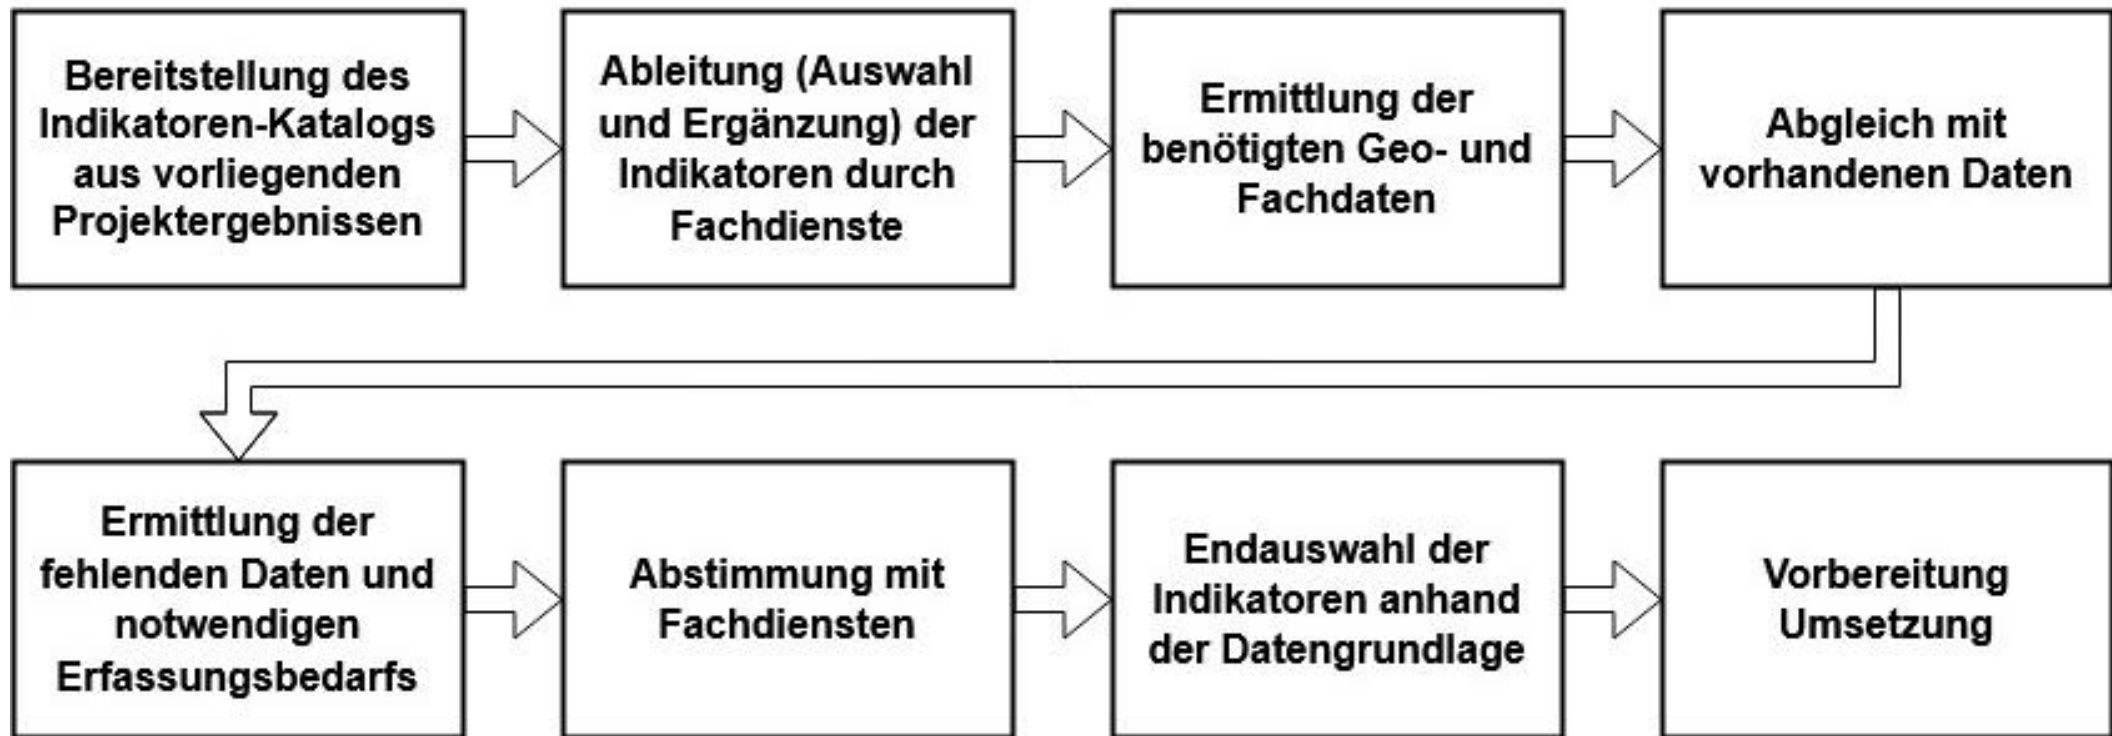 Bereitstellung des
Indikatoren-Katalogs
aus vorliegenden
Projektergebnissen
Ableitung (Auswahl
und Ergänzung) der
Indikatoren durch
Fachdienste
Ermittlung der
benötigten Geo- und
Fachdaten
Abgleich mit
vorhandenen Daten
Ermittlung der
fehlenden Daten und
notwendigen
Erfassungsbedarfs
Abstimmung mit
Fachdiensten
Endauswahl der
Indikatoren anhand
der Datengrundlage
Vorbereitung
Umsetzung